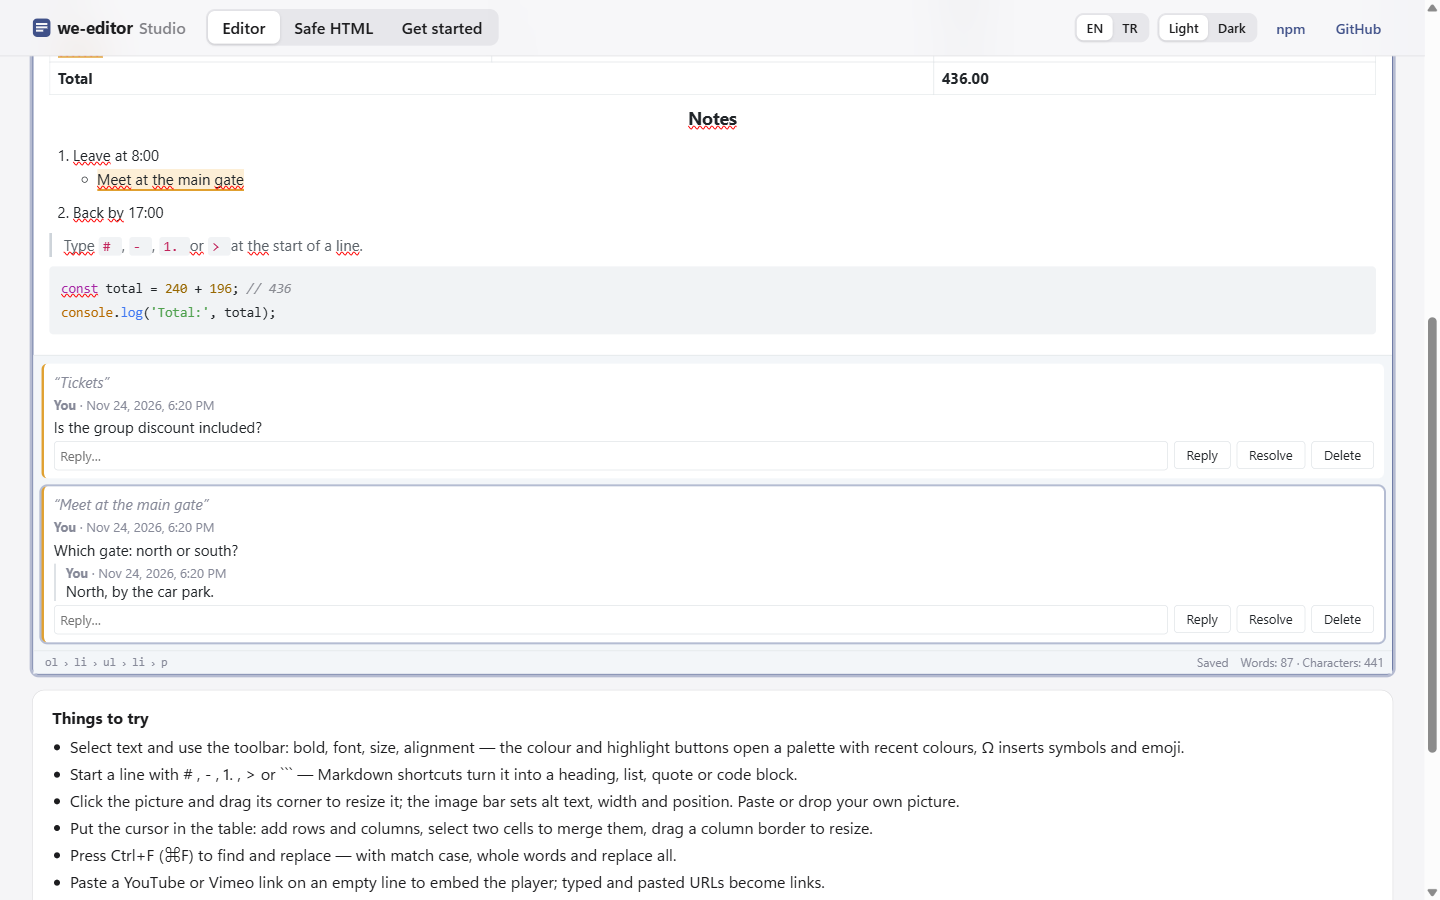 we-editor Studio Editor Safe HTML Get started EN TR Light Dark npm GitHub
Total 436.00
Notes
1. Leave at 8:00
Meet at the main gate
2. Back by 17:00
Type # , - , 1. or > at the start of a line.
const total = 240 + 196; // 436
console.log('Total:', total);
“Tickets”
You · Nov 24, 2026, 6:20 PM
Is the group discount included?
Reply... Reply Resolve Delete
“Meet at the main gate”
You · Nov 24, 2026, 6:20 PM
Which gate: north or south?
You · Nov 24, 2026, 6:20 PM
North, by the car park.
Reply... Reply Resolve Delete
ol › li › ul › li › p Saved Words: 87 · Characters: 441
Things to try
• Select text and use the toolbar: bold, font, size, alignment — the colour and highlight buttons open a palette with recent colours, Ω inserts symbols and emoji.
• Start a line with # , - , 1. , > or ``` — Markdown shortcuts turn it into a heading, list, quote or code block.
• Click the picture and drag its corner to resize it; the image bar sets alt text, width and position. Paste or drop your own picture.
• Put the cursor in the table: add rows and columns, select two cells to merge them, drag a column border to resize.
• Press Ctrl+F (⌘F) to find and replace — with match case, whole words and replace all.
• Paste a YouTube or Vimeo link on an empty line to embed the player; typed and pasted URLs become links.